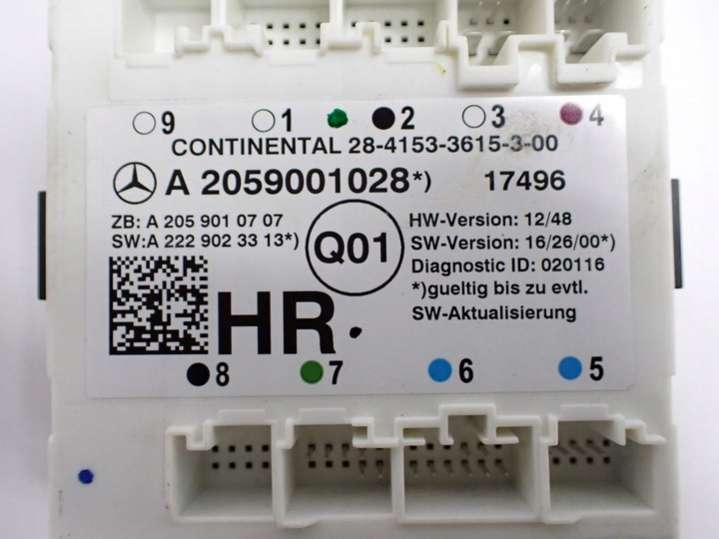 9 1 2 3 4
CONTINENTAL 28-4153-3615-3-00
A 2059001028*) 17496
ZB: A 205 901 07 07
SW:A 222 902 33 13*)
Q01
HW-Version: 12/48
SW-Version: 16/26/00*)
Diagnostic ID: 020116
*)gueltig bis zu evtl.
SW-Aktualisierung
HR
8 7 6 5